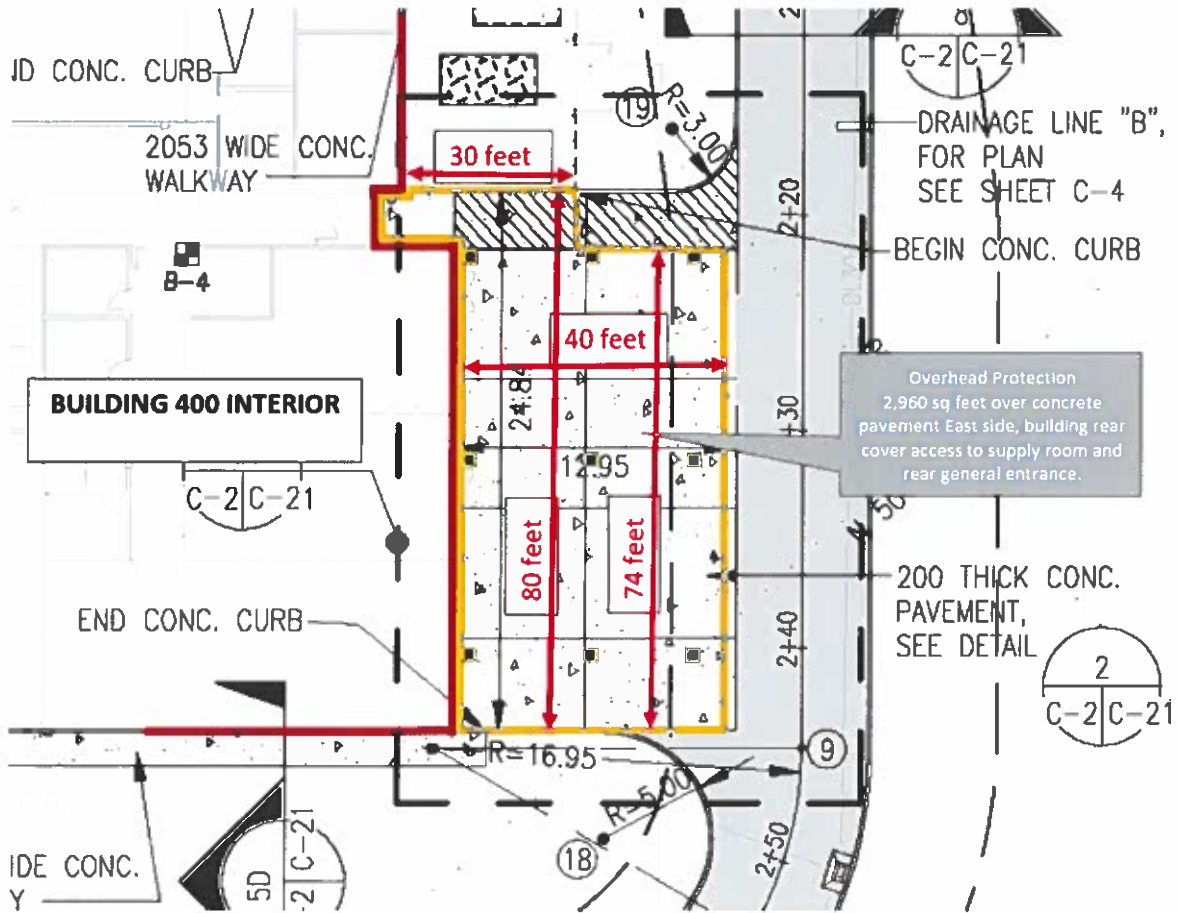 2
8
C-2 C-21
ID CONC. CURB
2053 WIDE CONC.
WALKWAY
19
R=3.00
30 feet
DRAINAGE LINE "B",
FOR PLAN
SEE SHEET C-4
2+20
BEGIN CONC. CURB
B-4
40 feet
24.84
BUILDING 400 INTERIOR
C-2 C-21
Overhead Protection
2,960 sq feet over concrete
pavement East side, building rear
cover access to supply room and
rear general entrance.
+30
12.95
50
80 feet
74 feet
200 THICK CONC.
PAVEMENT,
SEE DETAIL
2
C-2 C-21
END CONC. CURB
2+40
R=16.95
9
R=5.00
18
2+50
IDE CONC.
Y
5D
-2 C-21